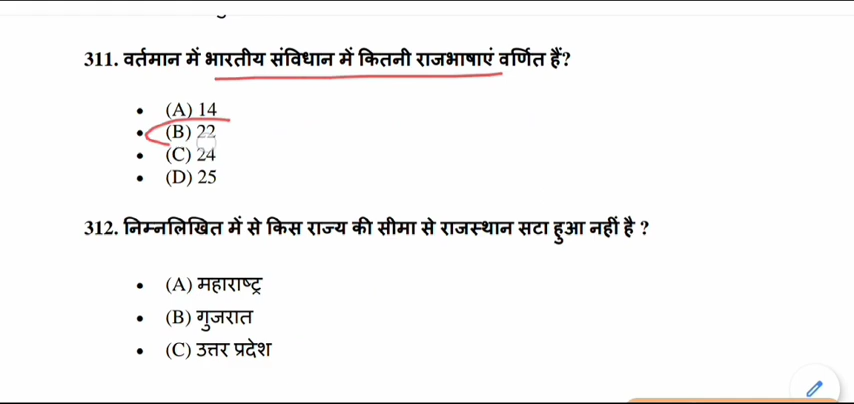 311. वर्तमान में भारतीय संविधान में कितनी राजभाषाएं वर्णित हैं?
(A) 14
(B) 22
(C) 24
(D) 25
312. निम्नलिखित में से किस राज्य की सीमा से राजस्थान सटा हुआ नहीं है ?
(A) महाराष्ट्र
(B) गुजरात
(C) उत्तर प्रदेश